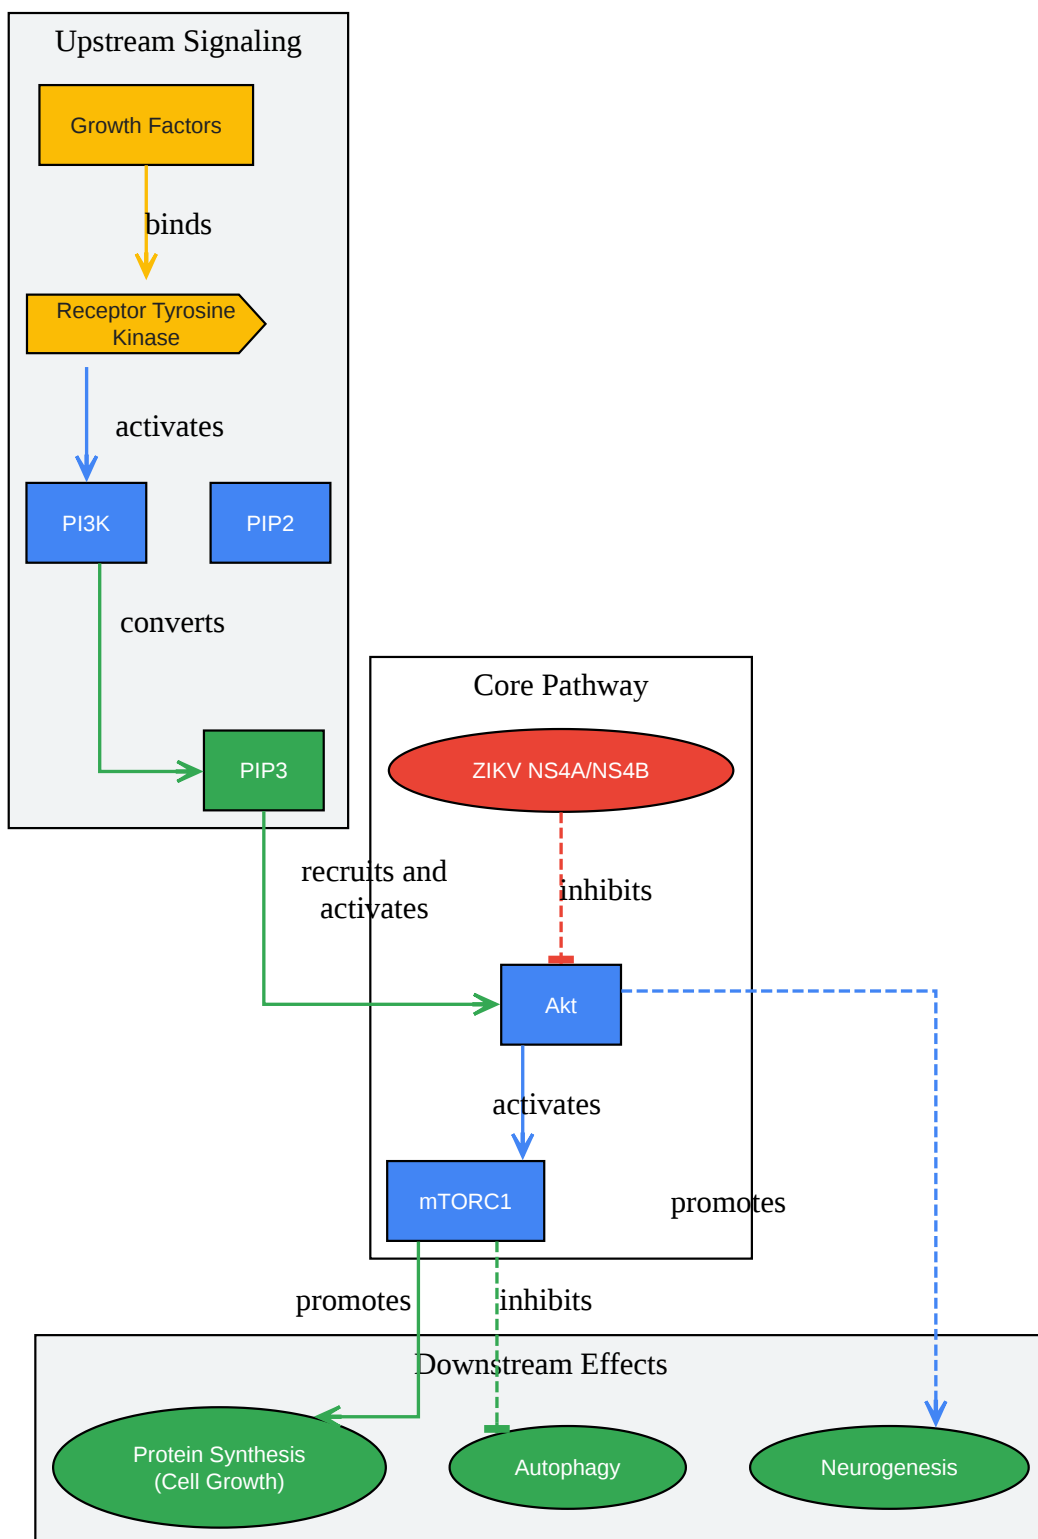 Upstream Signaling
Growth Factors
binds
Receptor Tyrosine
Kinase
activates
PI3K
PIP2
converts
PIP3
Core Pathway
ZIKV NS4A/NS4B
recruits and
activates
inhibits
Akt
activates
mTORC1
promotes
promotes
inhibits
Downstream Effects
Protein Synthesis
(Cell Growth)
Autophagy
Neurogenesis